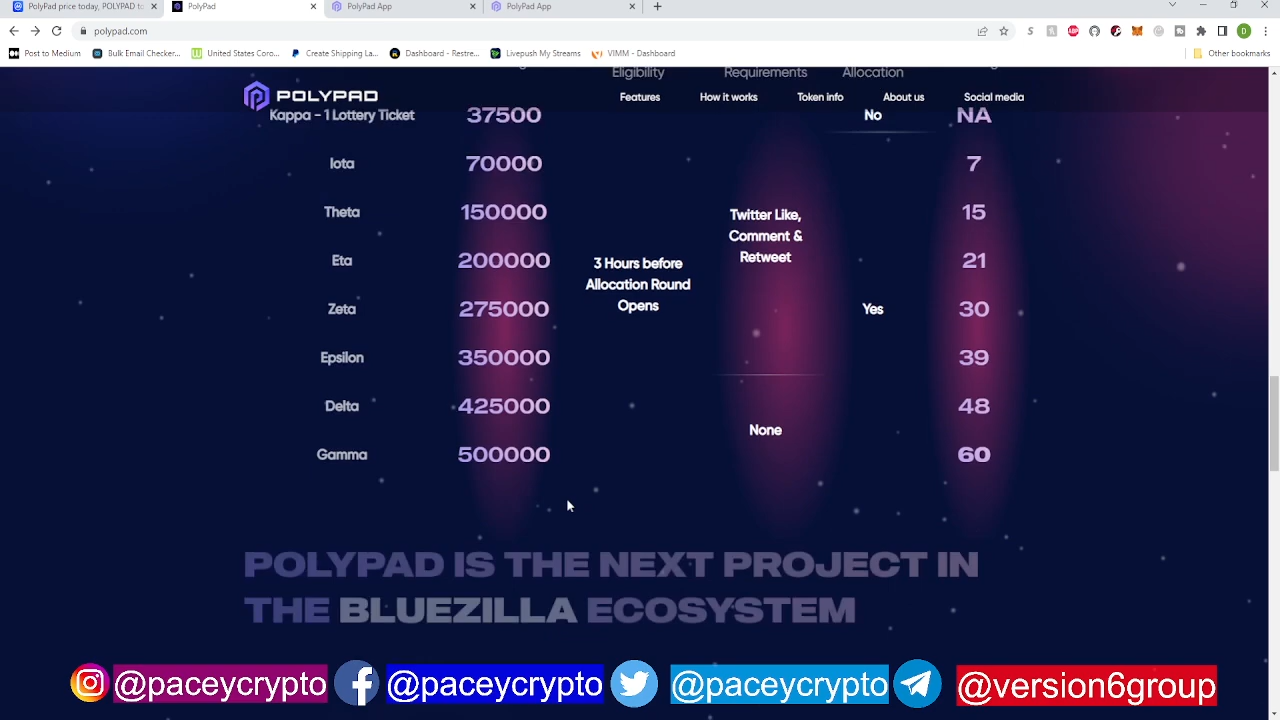 PolyPad price today, POLYPAD to
PolyPad
PolyPad App
PolyPad App
polypad.com
Post to Medium
Bulk Email Checker...
United States Coro...
Create Shipping La...
Dashboard - Restre...
Livepush My Streams
VIMM - Dashboard
Other bookmarks
Eligibility
Requirements
Allocation
POLYPAD
Features
How it works
Token info
About us
Social media
Kappa - 1 Lottery Ticket
37500
No
NA
Iota
70000
7
Theta
150000
15
Twitter Like,
Comment &
Retweet
Eta
200000
21
3 Hours before
Allocation Round
Opens
Zeta
275000
Yes
30
Epsilon
350000
39
Delta
425000
48
None
Gamma
500000
60
POLYPAD IS THE NEXT PROJECT IN
THE BLUEZILLA ECOSYSTEM
@paceycrypto
@paceycrypto
@paceycrypto
@version6group